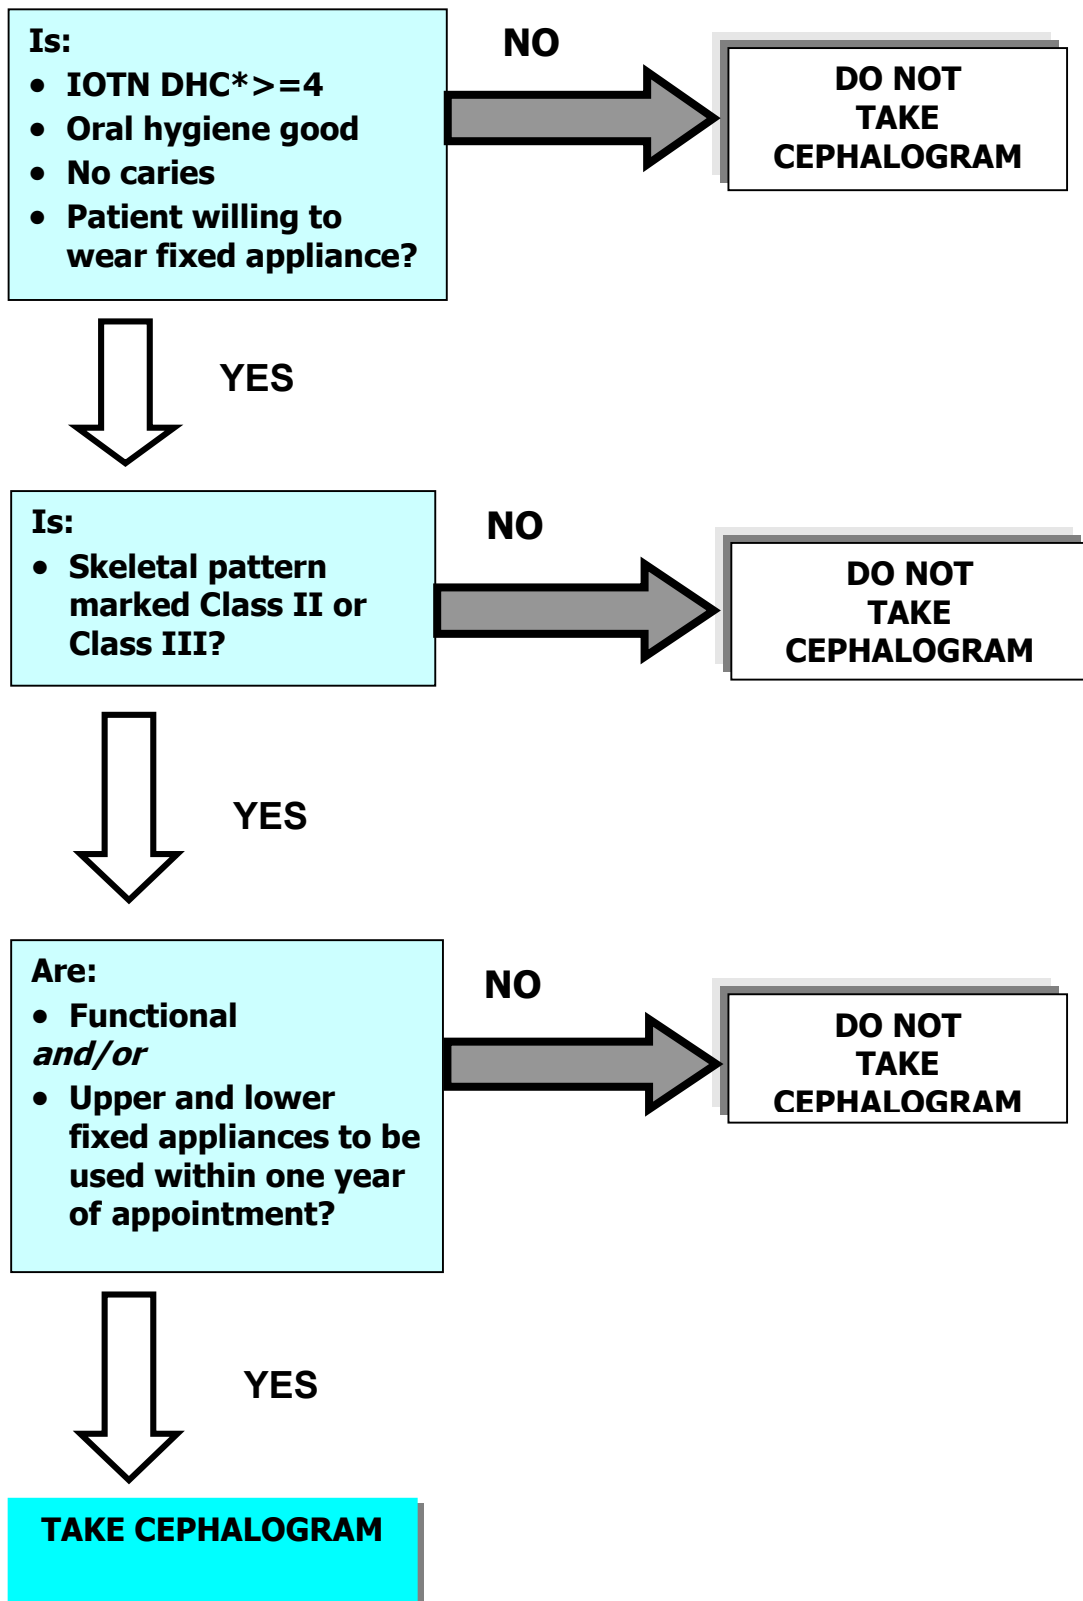 Is:
• IOTN DHC*>=4
• Oral hygiene good
• No caries
• Patient willing to
wear fixed appliance?
NO
DO NOT
TAKE
CEPHALOGRAM
YES
Is:
• Skeletal pattern
marked Class II or
Class III?
NO
DO NOT
TAKE
CEPHALOGRAM
YES
Are:
• Functional
and/or
• Upper and lower
fixed appliances to be
used within one year
of appointment?
NO
DO NOT
TAKE
CEPHALOGRAM
YES
TAKE CEPHALOGRAM